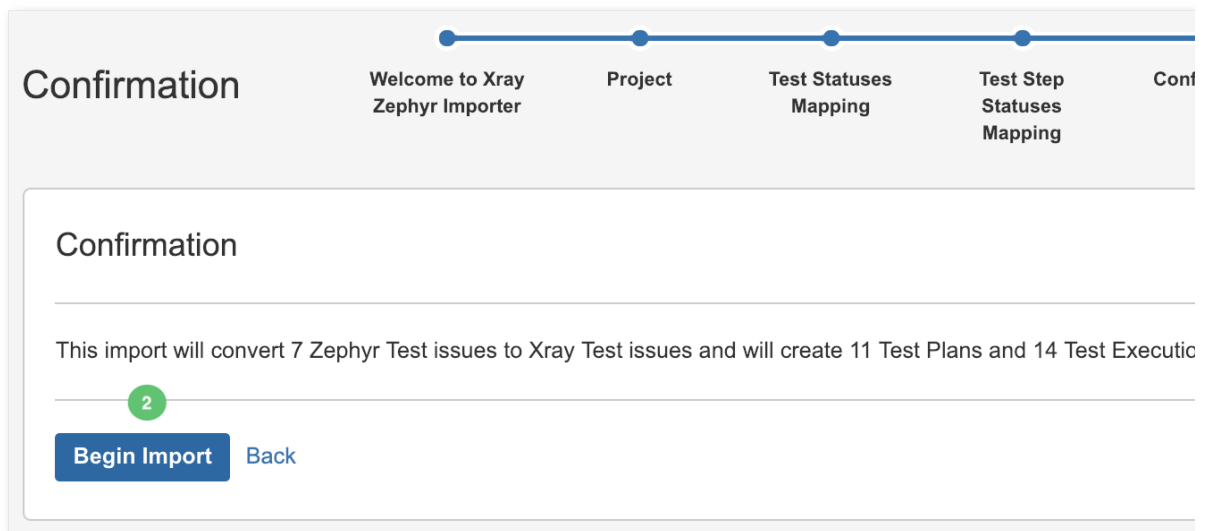 Confirmation
Welcome to Xray
Zephyr Importer
Project
Test Statuses
Mapping
Test Step
Statuses
Mapping
Conf
Confirmation
This import will convert 7 Zephyr Test issues to Xray Test issues and will create 11 Test Plans and 14 Test Executio
2
Begin Import
Back